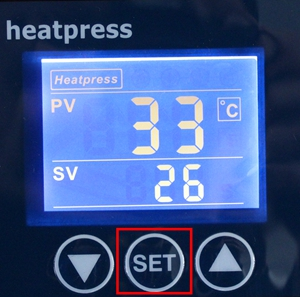 heatpress
Heatpress
PV 33 °C
SV 26
SET